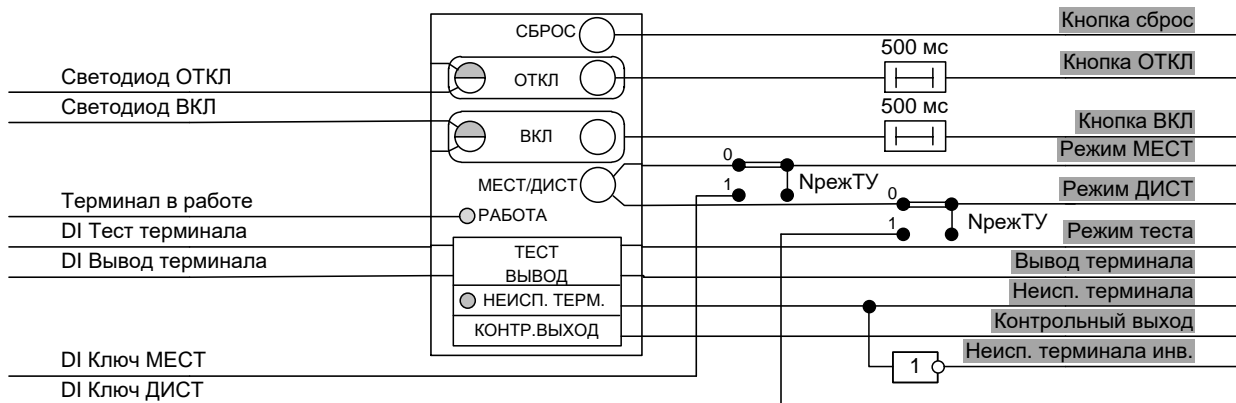 Кнопка сброс
СБРОС
500 мс
Кнопка ОТКЛ
Светодиод ОТКЛ
ОТКЛ
Светодиод ВКЛ
500 мс
Кнопка ВКЛ
ВКЛ
Режим МЕСТ
0
МЕСТ/ДИСТ
1
NрежТУ
Режим ДИСТ
0
Терминал в работе
РАБОТА
NрежТУ
1
Режим теста
DI Тест терминала
ТЕСТ
DI Вывод терминала
ВЫВОД
Вывод терминала
НЕИСП. ТЕРМ.
Неисп. терминала
КОНТР.ВЫХОД
Контрольный выход
Неисп. терминала инв.
1
DI Ключ МЕСТ
DI Ключ ДИСТ